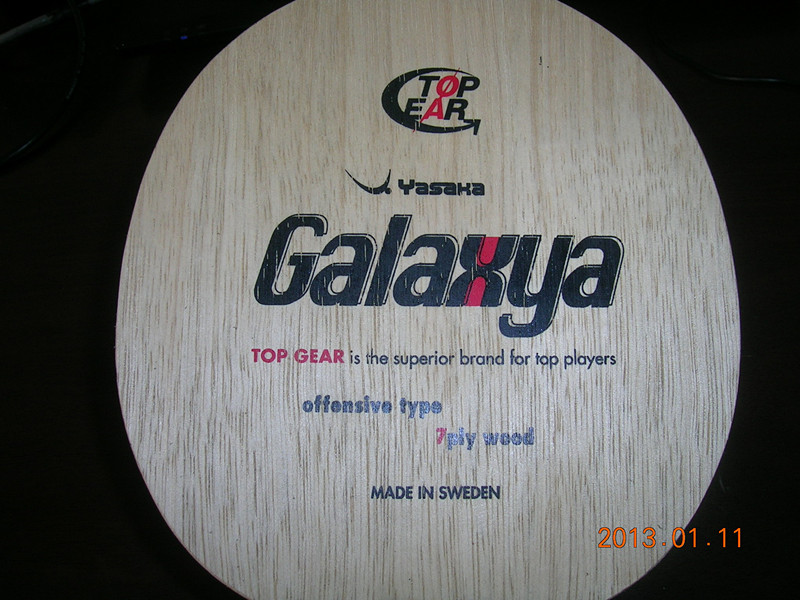 TOP
GEAR
Yasaka
Galaxya
TOP GEAR is the superior brand for top players
offensive type
7ply wood
MADE IN SWEDEN
2013.01.11